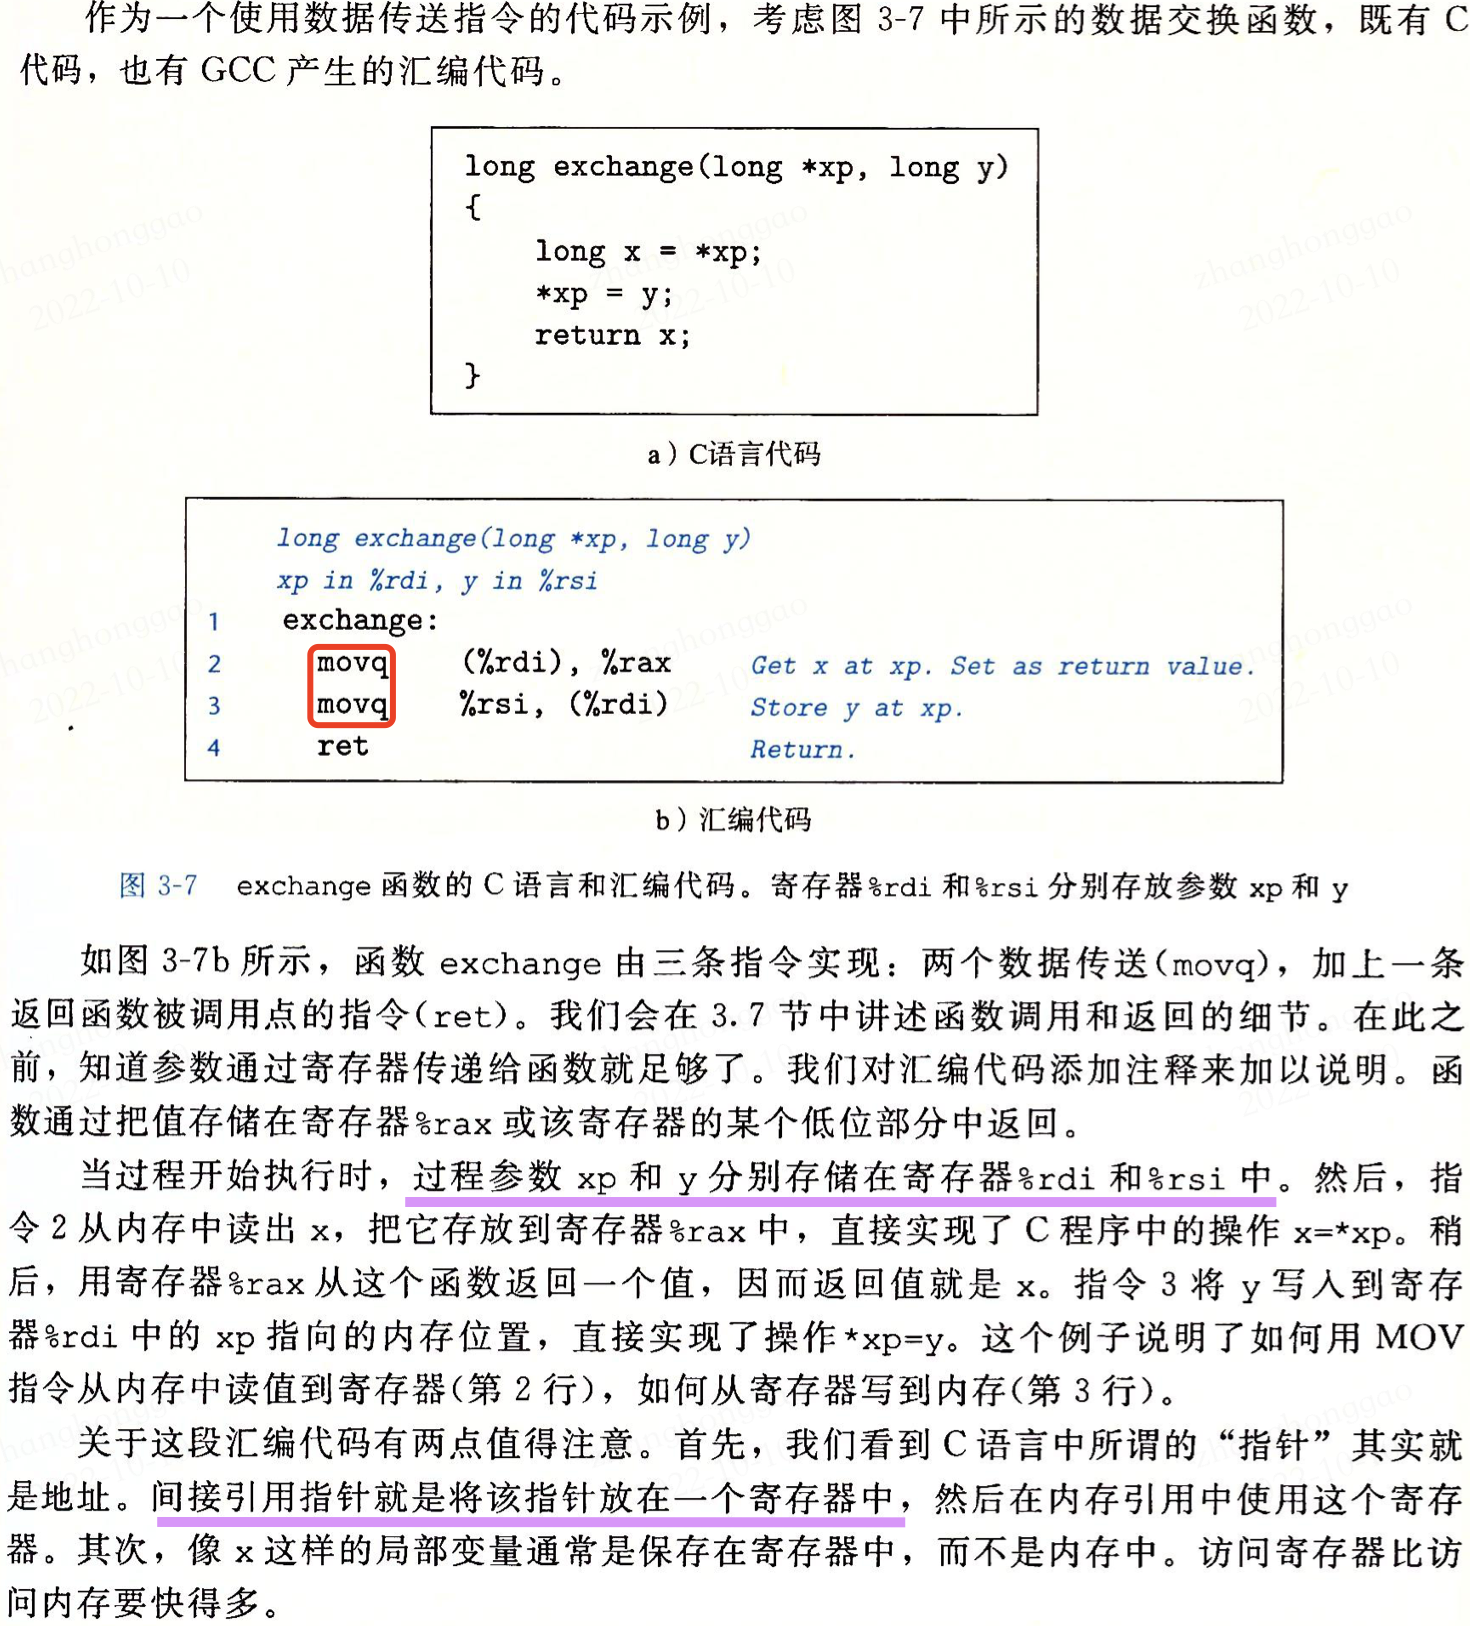 作为一个使用数据传送指令的代码示例，考虑图 3-7 中所示的数据交换函数，既有 C
代码，也有 GCC 产生的汇编代码。
long exchange(long *xp, long y)
{
    long x = *xp;
    *xp = y;
    return x;
}
a）C语言代码
long exchange(long *xp, long y)
xp in %rdi, y in %rsi
1 exchange:
2 movq (%rdi), %rax Get x at xp. Set as return value.
3 movq %rsi, (%rdi) Store y at xp.
4 ret Return.
b）汇编代码
图 3-7 exchange 函数的 C 语言和汇编代码。寄存器%rdi 和%rsi 分别存放参数 xp 和 y
如图 3-7b 所示，函数 exchange 由三条指令实现：两个数据传送(movq)，加上一条
返回函数被调用点的指令(ret)。我们会在 3.7 节中讲述函数调用和返回的细节。在此之
前，知道参数通过寄存器传递给函数就足够了。我们对汇编代码添加注释来加以说明。函
数通过把值存储在寄存器%rax 或该寄存器的某个低位部分中返回。
当过程开始执行时，过程参数 xp 和 y 分别存储在寄存器%rdi 和%rsi 中。然后，指
令 2 从内存中读出 x，把它存放到寄存器%rax 中，直接实现了 C 程序中的操作 x=*xp。稍
后，用寄存器%rax 从这个函数返回一个值，因而返回值就是 x。指令 3 将 y 写入到寄存
器%rdi 中的 xp 指向的内存位置，直接实现了操作*xp=y。这个例子说明了如何用 MOV
指令从内存中读值到寄存器(第 2 行)，如何从寄存器写到内存(第 3 行)。
关于这段汇编代码有两点值得注意。首先，我们看到 C 语言中所谓的“指针”其实就
是地址。间接引用指针就是将该指针放在一个寄存器中，然后在内存引用中使用这个寄存
器。其次，像 x 这样的局部变量通常是保存在寄存器中，而不是内存中。访问寄存器比访
问内存要快得多。
zhanghonggao
2022-10-10